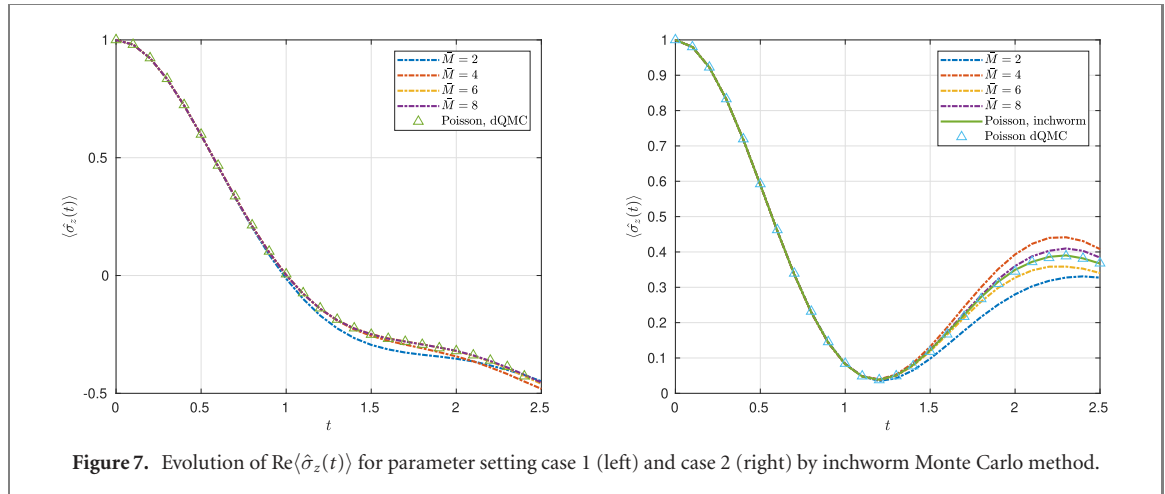 1
0.5
0
-0.5
0
0.5
1
1.5
2
2.5
t
⟨σ̂_z(t)⟩
M̄ = 2
M̄ = 4
M̄ = 6
M̄ = 8
Poisson, dQMC
1
0.9
0.8
0.7
0.6
0.5
0.4
0.3
0.2
0.1
0
0
0.5
1
1.5
2
2.5
t
⟨σ̂_z(t)⟩
M̄ = 2
M̄ = 4
M̄ = 6
M̄ = 8
Poisson, inchworm
Poisson dQMC
Figure 7. Evolution of Re⟨σ̂_z(t)⟩ for parameter setting case 1 (left) and case 2 (right) by inchworm Monte Carlo method.